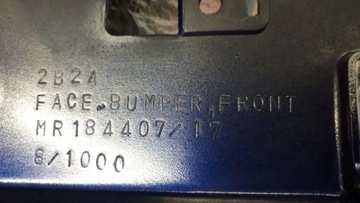 2B24
FACE, BUMPER, FRONT
MR184407/17
8/1000